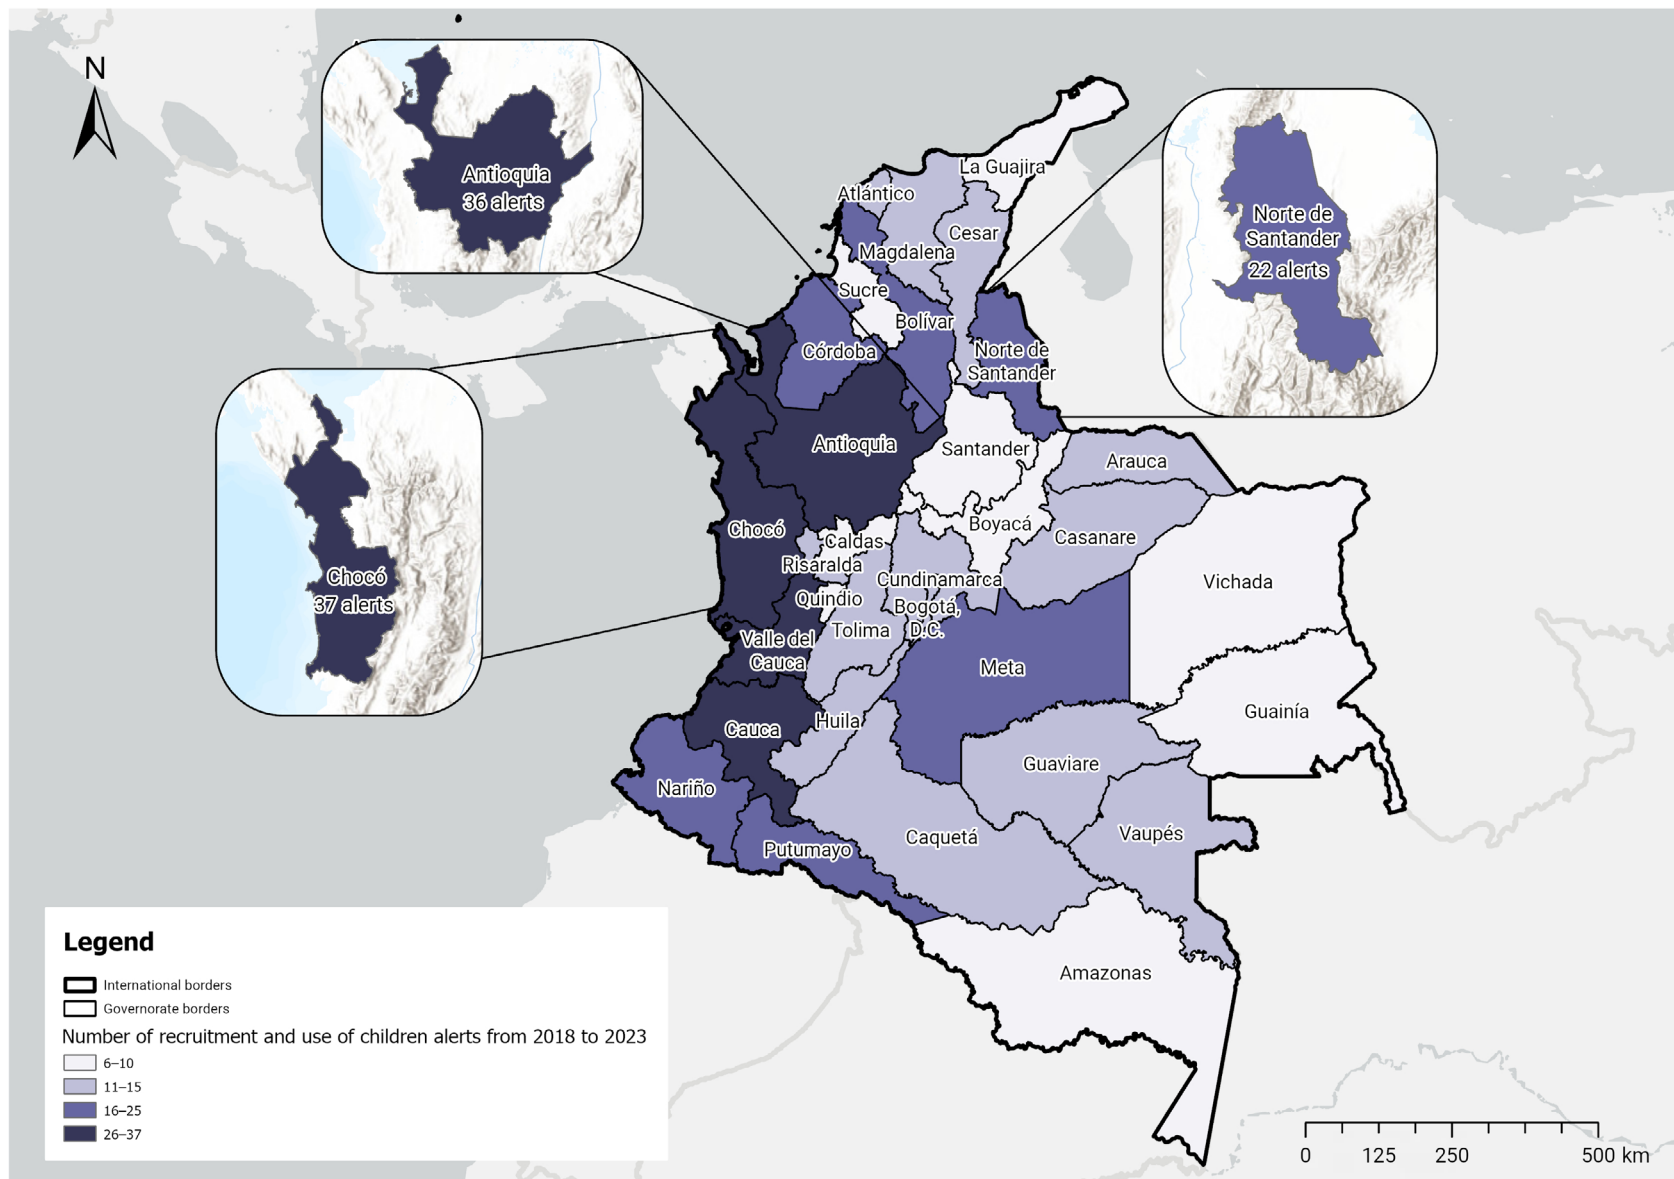 N
Antioquia
36 alerts
Norte de
Santander
22 alerts
Chocó
37 alerts
La Guajira
Atlántico
Cesar
Magdalena
Sucre
Bolívar
Córdoba
Norte de
Santander
Antioquia
Santander
Arauca
Boyacá
Chocó
Caldas
Casanare
Risaralda
Cundinamarca
Vichada
Quindio
Bogotá,
D.C.
Tolima
Valle del
Cauca
Meta
Guainía
Huila
Cauca
Guaviare
Nariño
Vaupés
Caquetá
Putumayo
Amazonas
Legend
International borders
Governorate borders
Number of recruitment and use of children alerts from 2018 to 2023
6–10
11–15
16–25
26–37
0 125 250 500 km